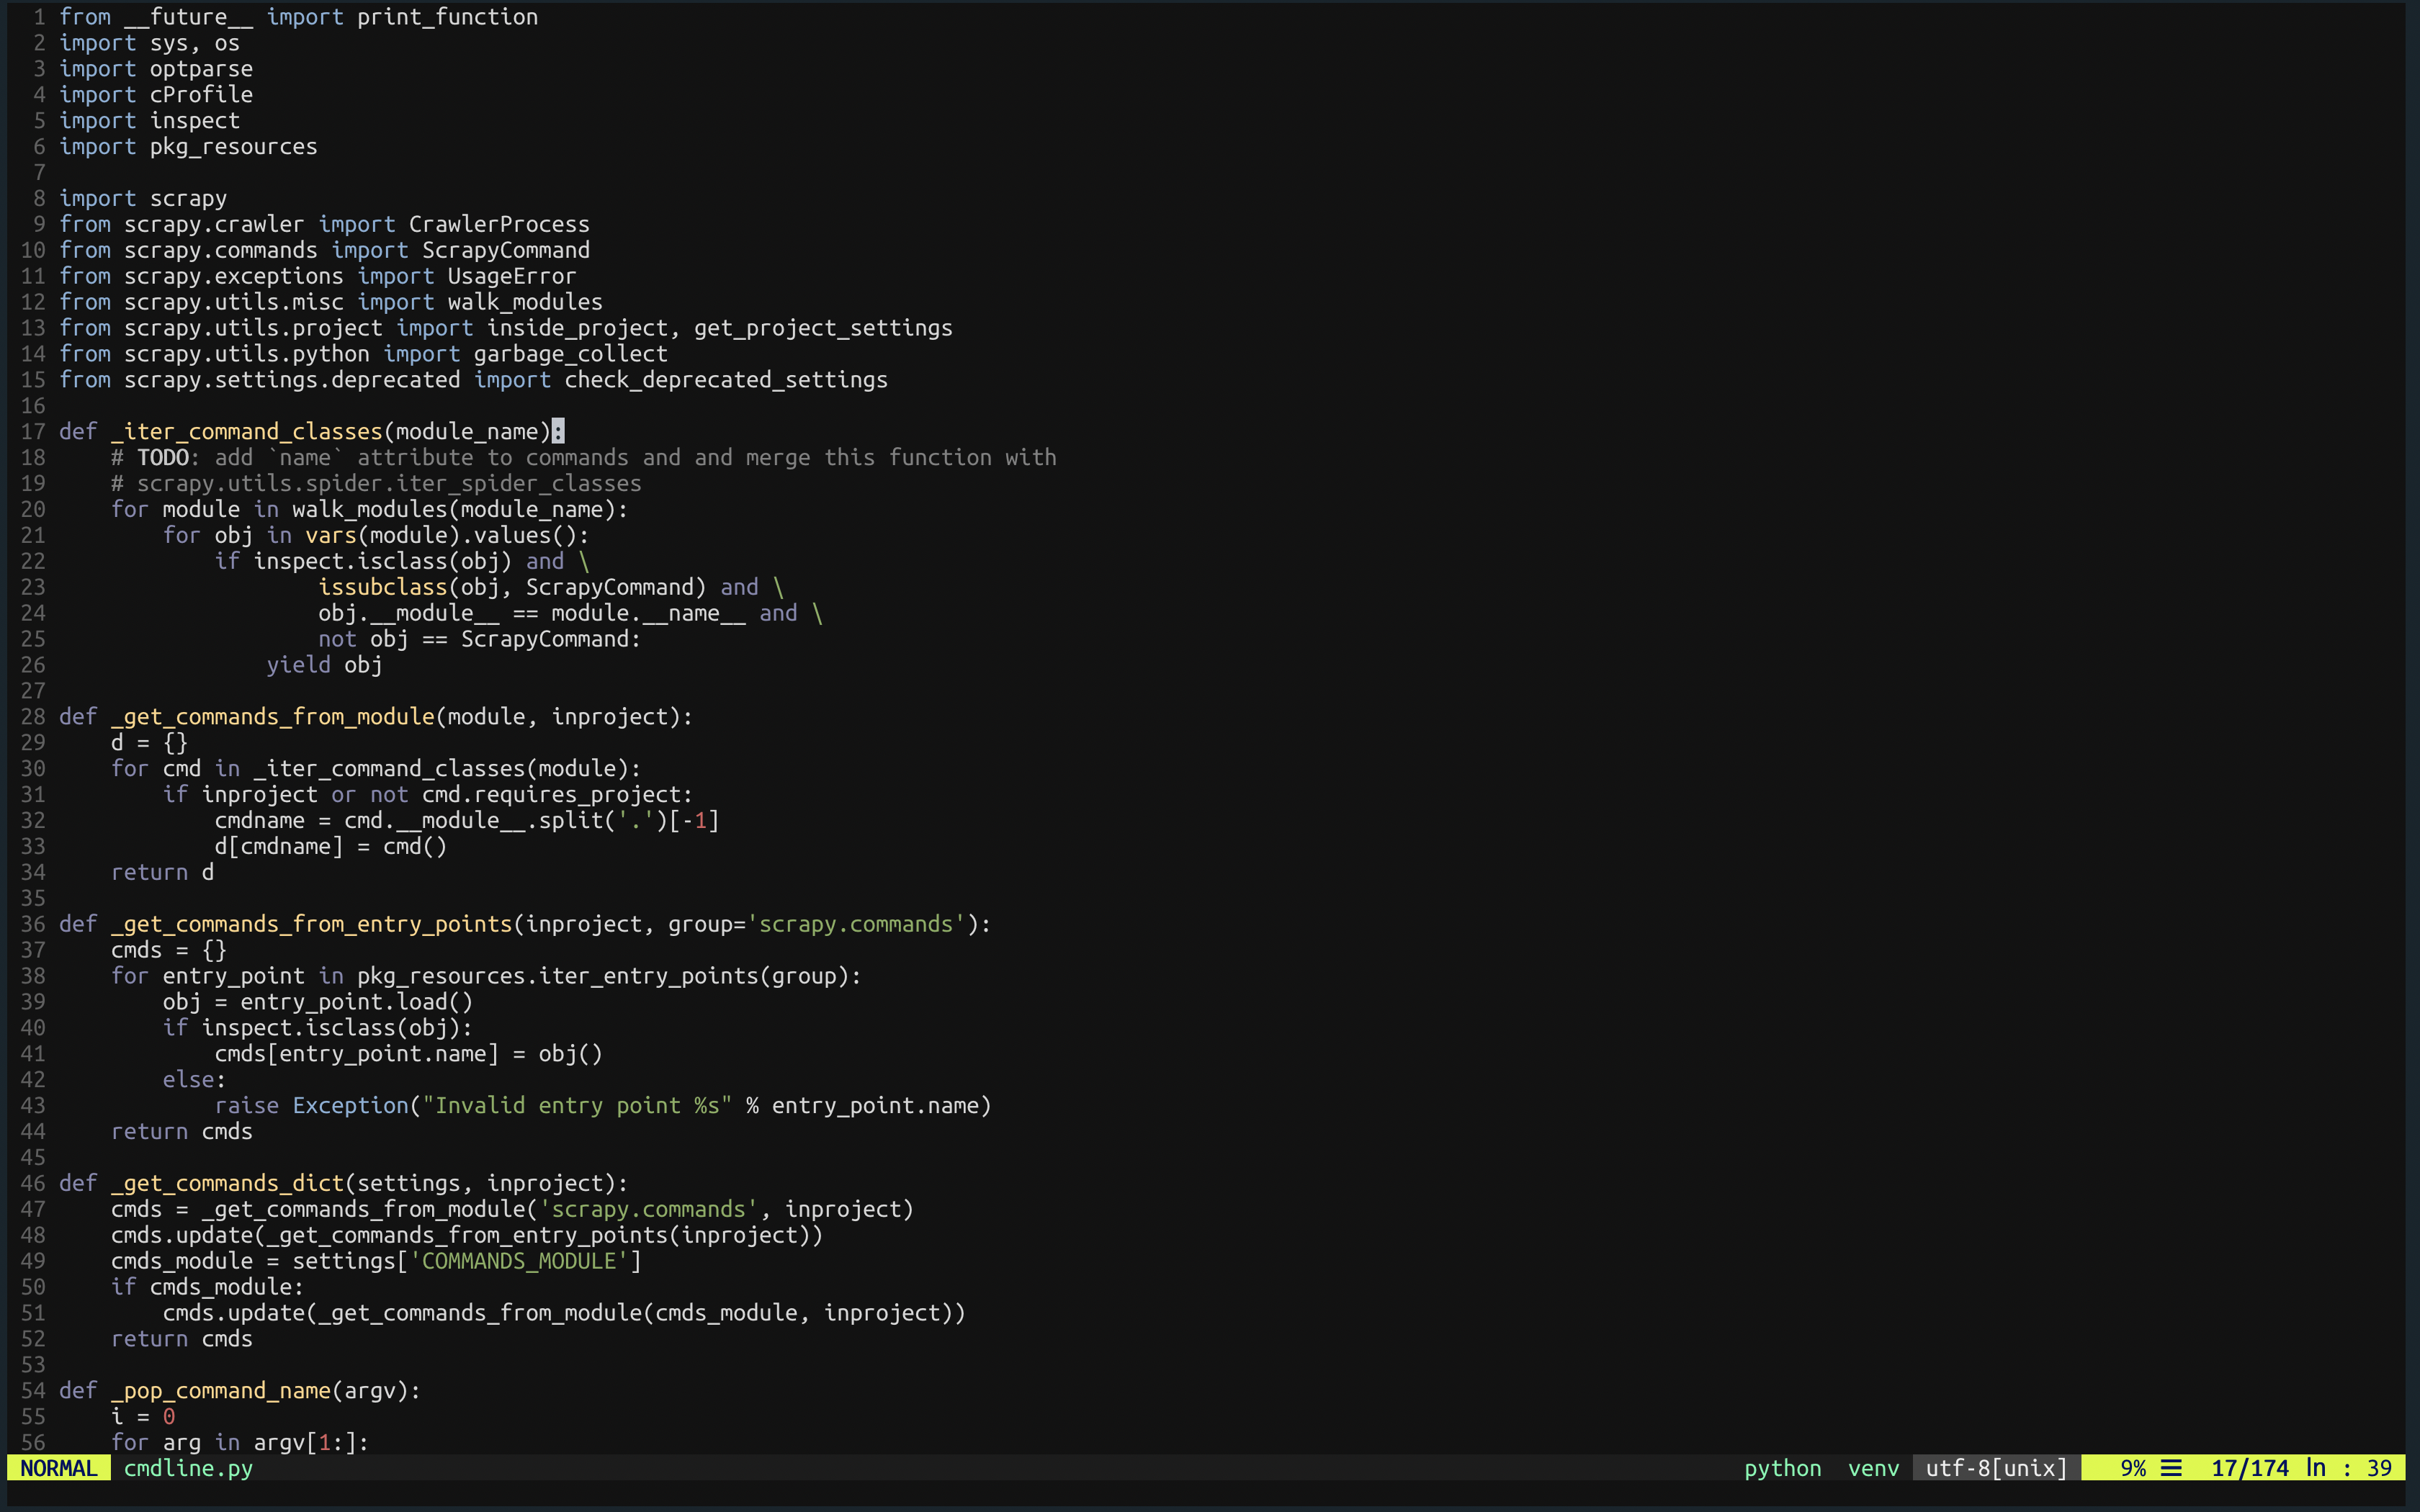 1 from __future__ import print_function
2 import sys, os
3 import optparse
4 import cProfile
5 import inspect
6 import pkg_resources
7
8 import scrapy
9 from scrapy.crawler import CrawlerProcess
10 from scrapy.commands import ScrapyCommand
11 from scrapy.exceptions import UsageError
12 from scrapy.utils.misc import walk_modules
13 from scrapy.utils.project import inside_project, get_project_settings
14 from scrapy.utils.python import garbage_collect
15 from scrapy.settings.deprecated import check_deprecated_settings
16
17 def _iter_command_classes(module_name):
18     # TODO: add `name` attribute to commands and and merge this function with
19     # scrapy.utils.spider.iter_spider_classes
20     for module in walk_modules(module_name):
21         for obj in vars(module).values():
22             if inspect.isclass(obj) and \
23                     issubclass(obj, ScrapyCommand) and \
24                     obj.__module__ == module.__name__ and \
25                     not obj == ScrapyCommand:
26                 yield obj
27
28 def _get_commands_from_module(module, inproject):
29     d = {}
30     for cmd in _iter_command_classes(module):
31         if inproject or not cmd.requires_project:
32             cmdname = cmd.__module__.split('.')[-1]
33             d[cmdname] = cmd()
34     return d
35
36 def _get_commands_from_entry_points(inproject, group='scrapy.commands'):
37     cmds = {}
38     for entry_point in pkg_resources.iter_entry_points(group):
39         obj = entry_point.load()
40         if inspect.isclass(obj):
41             cmds[entry_point.name] = obj()
42         else:
43             raise Exception("Invalid entry point %s" % entry_point.name)
44     return cmds
45
46 def _get_commands_dict(settings, inproject):
47     cmds = _get_commands_from_module('scrapy.commands', inproject)
48     cmds.update(_get_commands_from_entry_points(inproject))
49     cmds_module = settings['COMMANDS_MODULE']
50     if cmds_module:
51         cmds.update(_get_commands_from_module(cmds_module, inproject))
52     return cmds
53
54 def _pop_command_name(argv):
55     i = 0
56     for arg in argv[1:]:
NORMAL cmdline.py python venv utf-8[unix] 9% ☰ 17/174 ln : 39